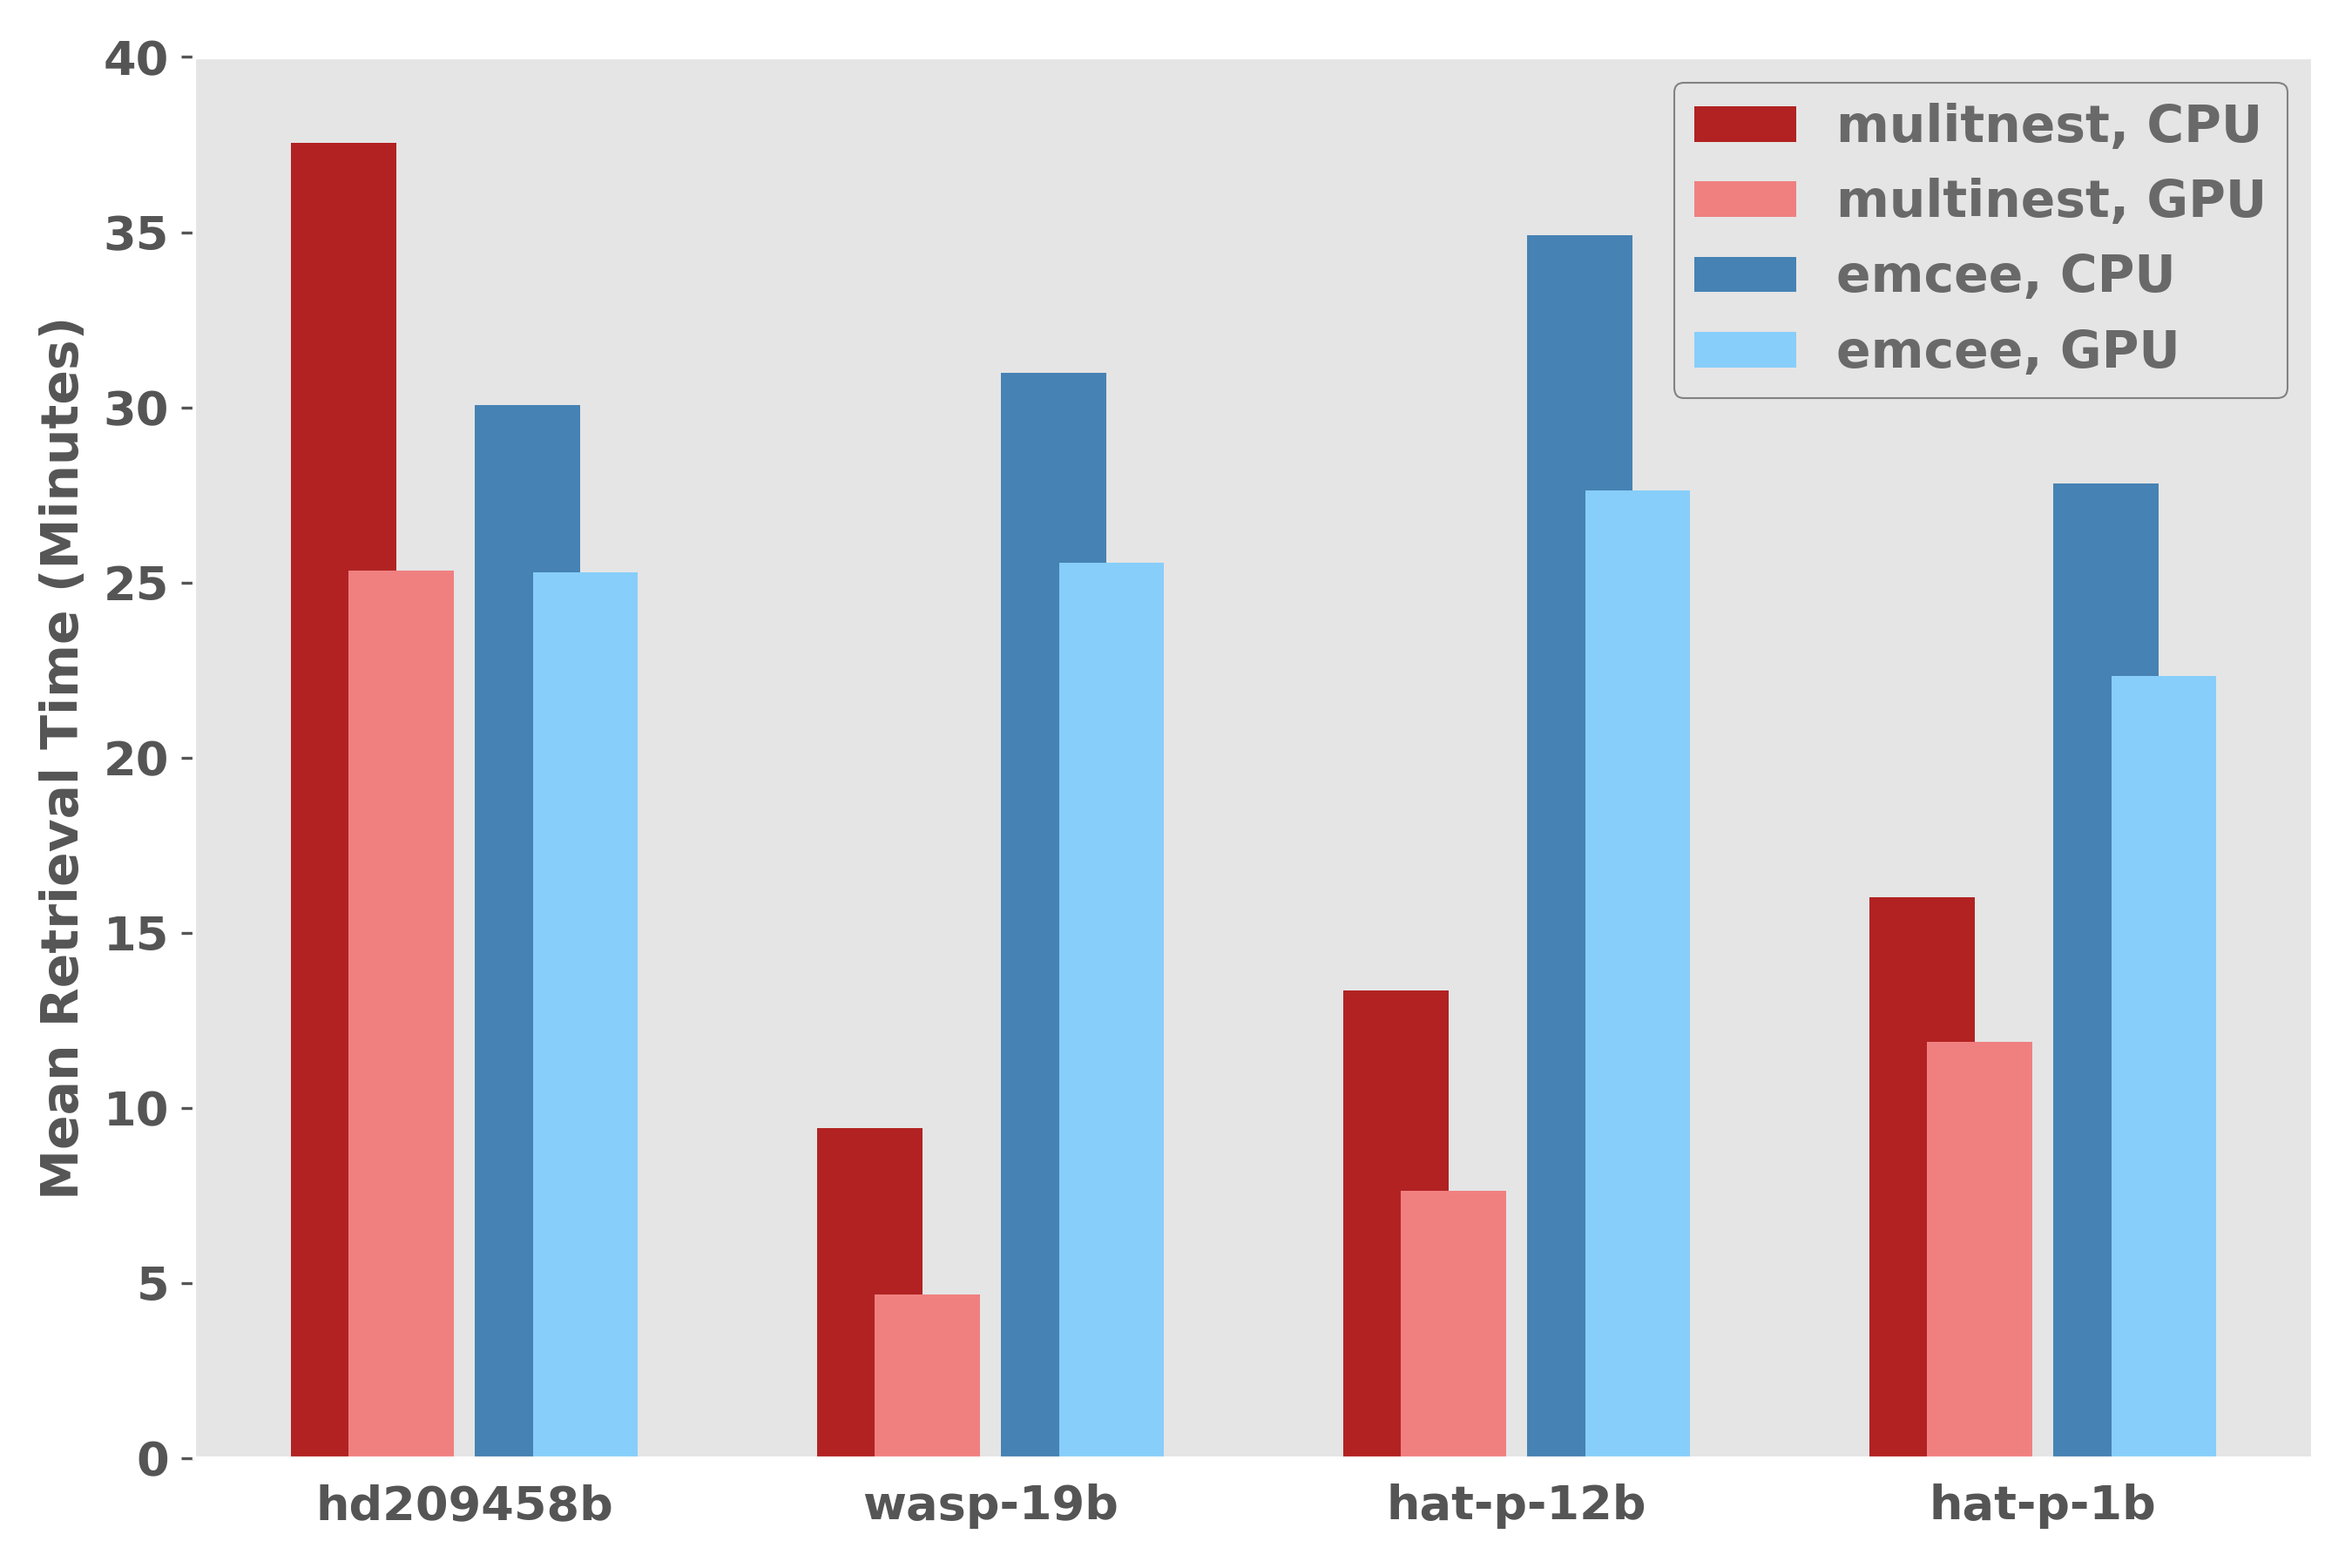 40
35
30
25
20
15
10
5
0
Mean Retrieval Time (Minutes)
mulitnest, CPU
multinest, GPU
emcee, CPU
emcee, GPU
hd209458b
wasp-19b
hat-p-12b
hat-p-1b